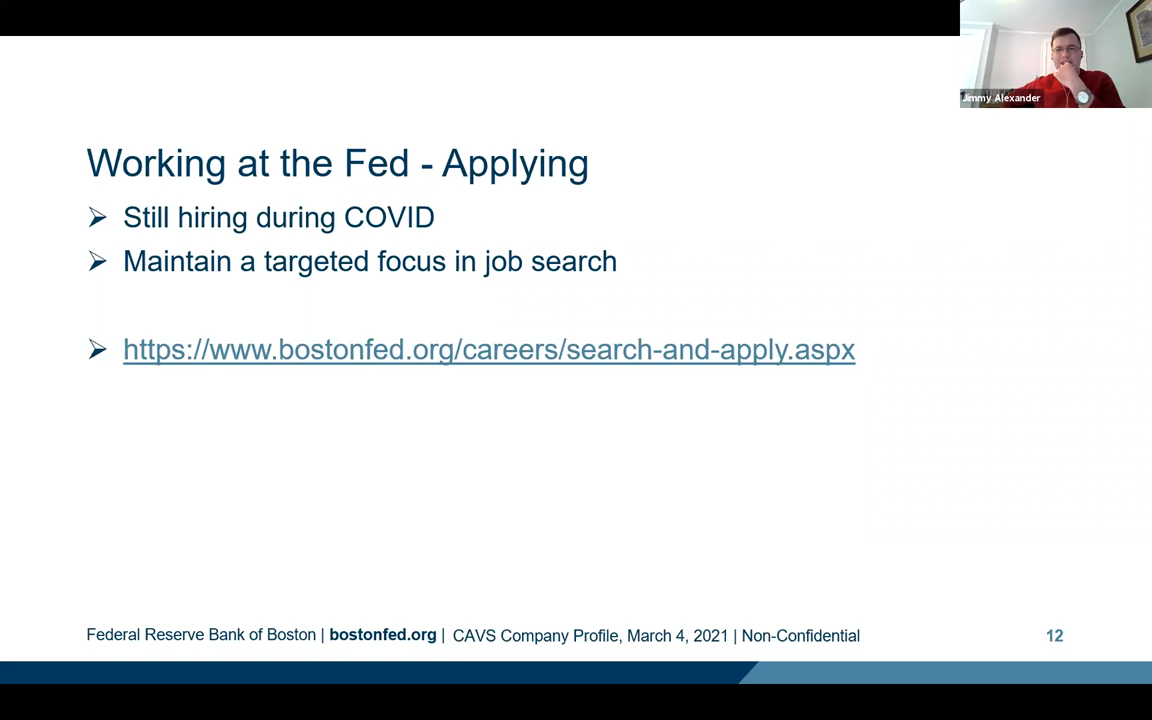 Jimmy Alexander
Working at the Fed - Applying
➢ Still hiring during COVID
➢ Maintain a targeted focus in job search
➢ https://www.bostonfed.org/careers/search-and-apply.aspx
Federal Reserve Bank of Boston | bostonfed.org | CAVS Company Profile, March 4, 2021 | Non-Confidential
12